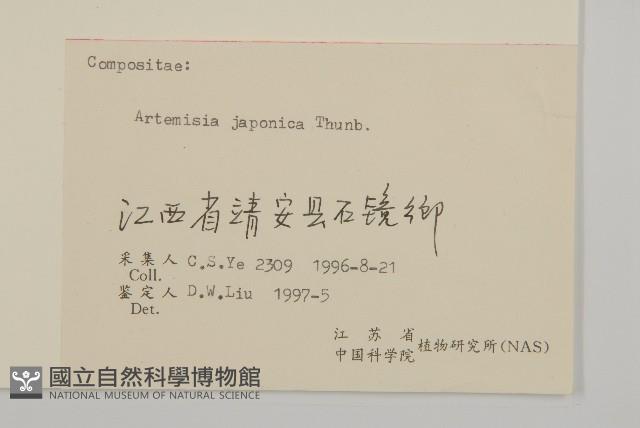 Compositae:
Artemisia japonica Thunb.
江西省靖安县石镜乡
采集人 C.S.Ye 2309 1996-8-21
Coll.
鉴定人 D.W.Liu 1997-5
Det.
江苏省
中国科学院 植物研究所(NAS)
國立自然科學博物館
NATIONAL MUSEUM OF NATURAL SCIENCE